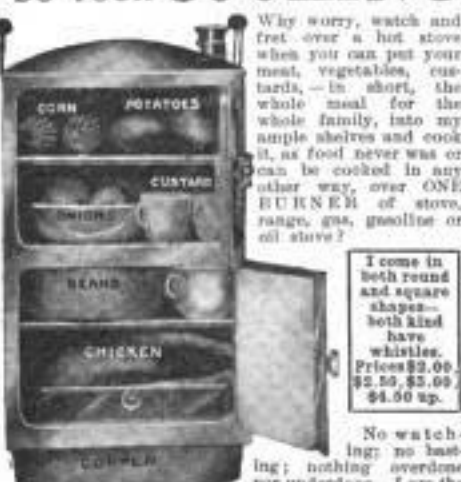 Why worry, watch and
fret over a hot stove
when you can put your
meat, vegetables, cus-
tards, — in short, the
whole meal for the
whole family, into my
ample shelves and cook
it, as food never was or
can be cooked in any
other way, over ONE
BURNER of stove,
range, gas, gasoline or
oil stove?
CORN POTATOES
ONIONS CUSTARD
BEANS
CHICKEN
COPPER
I come in
both round
and square
shapes—
both kind
have
whistles.
Prices $2.00,
$2.50, $3.00,
$4.50 up.
No watch-
ing; no bast-
ing; nothing overdone